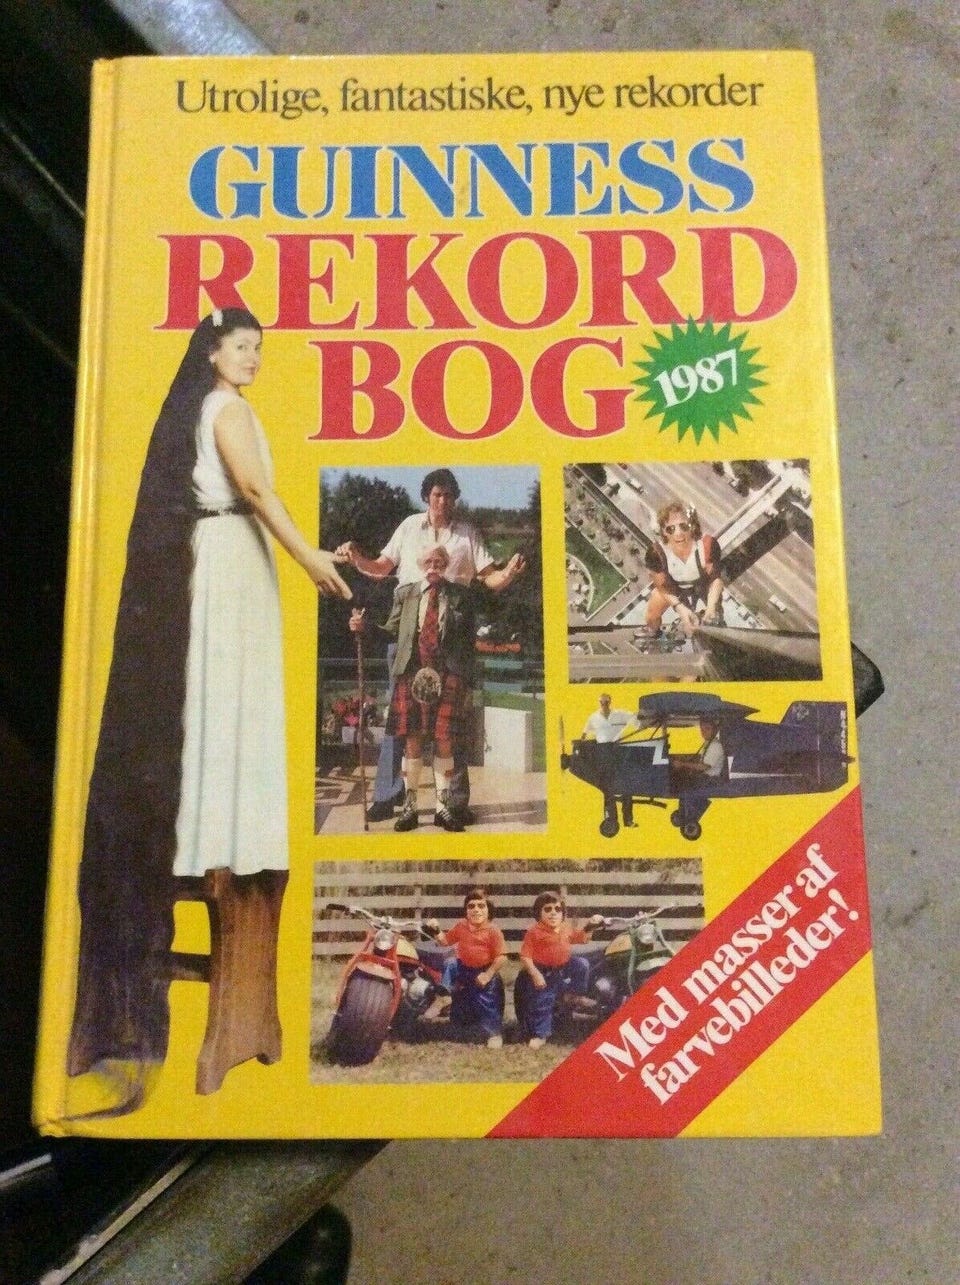 Utrolige, fantastiske, nye rekorder
GUINNESS
REKORD
BOG
1987
Med masser af
farvebilleder!